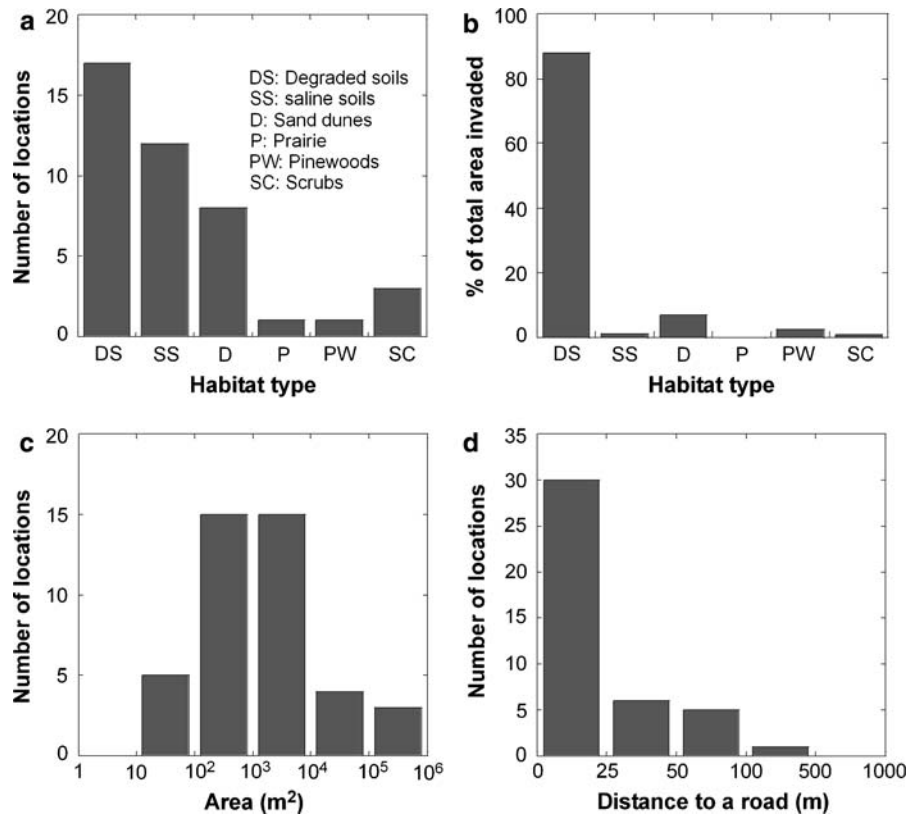 a
20
15
10
5
0
Number of locations
DS: Degraded soils
SS: saline soils
D: Sand dunes
P: Prairie
PW: Pinewoods
SC: Scrubs
DS SS D P PW SC
Habitat type
b
100
80
60
40
20
0
% of total area invaded
DS SS D P PW SC
Habitat type
c
20
15
10
5
0
Number of locations
1 10 10² 10³ 10⁴ 10⁵ 10⁶
Area (m²)
d
35
30
25
20
15
10
5
0
Number of locations
0 25 50 100 500 1000
Distance to a road (m)